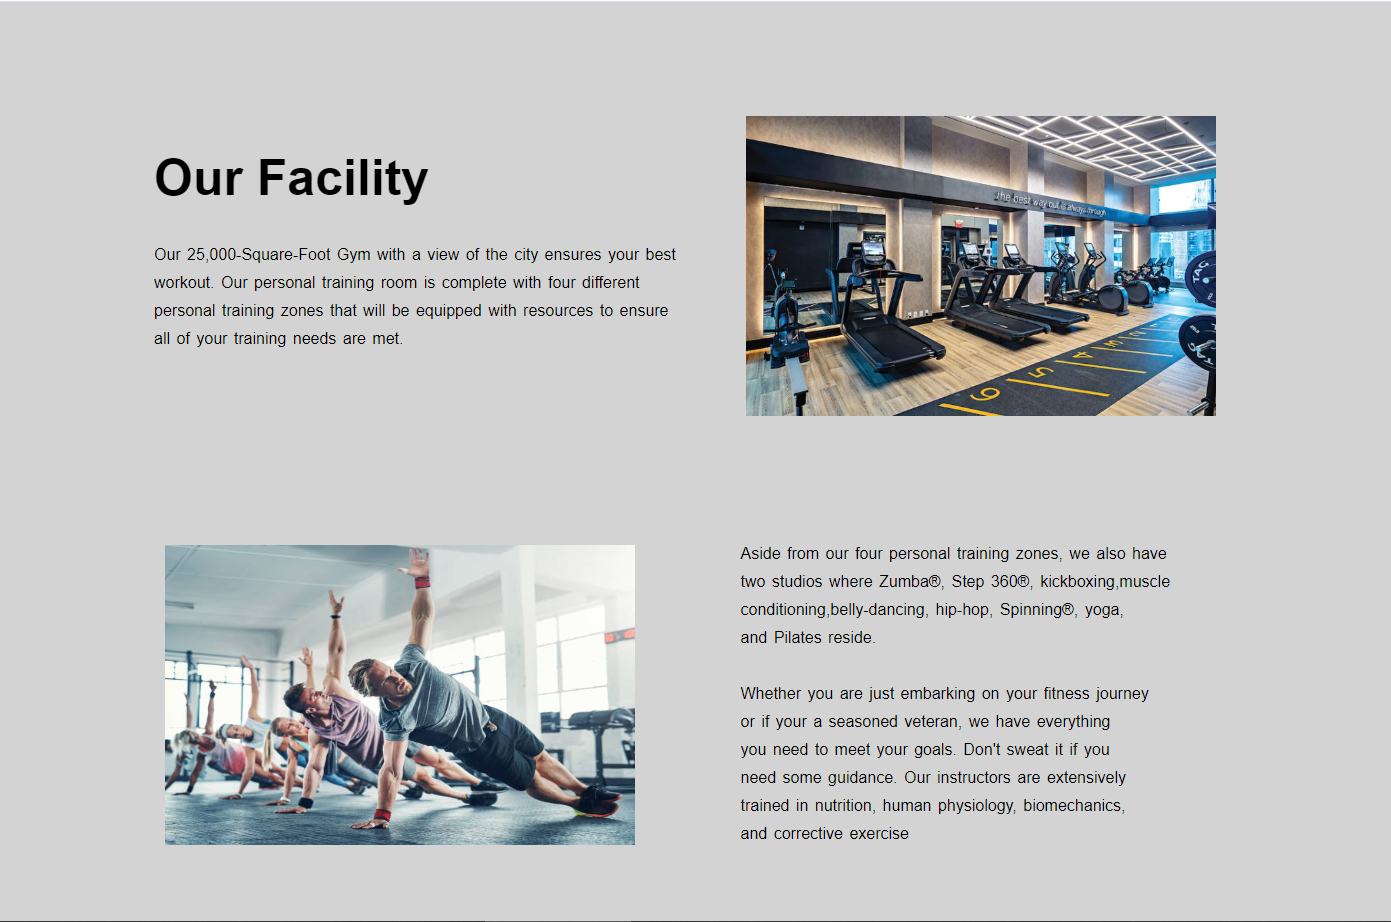 Our Facility
Our 25,000-Square-Foot Gym with a view of the city ensures your best
workout. Our personal training room is complete with four different
personal training zones that will be equipped with resources to ensure
all of your training needs are met.
the best way out is always through
TAG
6
5
4
3
2
Aside from our four personal training zones, we also have
two studios where Zumba®, Step 360®, kickboxing,muscle
conditioning,belly-dancing, hip-hop, Spinning®, yoga,
and Pilates reside.
Whether you are just embarking on your fitness journey
or if your a seasoned veteran, we have everything
you need to meet your goals. Don't sweat it if you
need some guidance. Our instructors are extensively
trained in nutrition, human physiology, biomechanics,
and corrective exercise